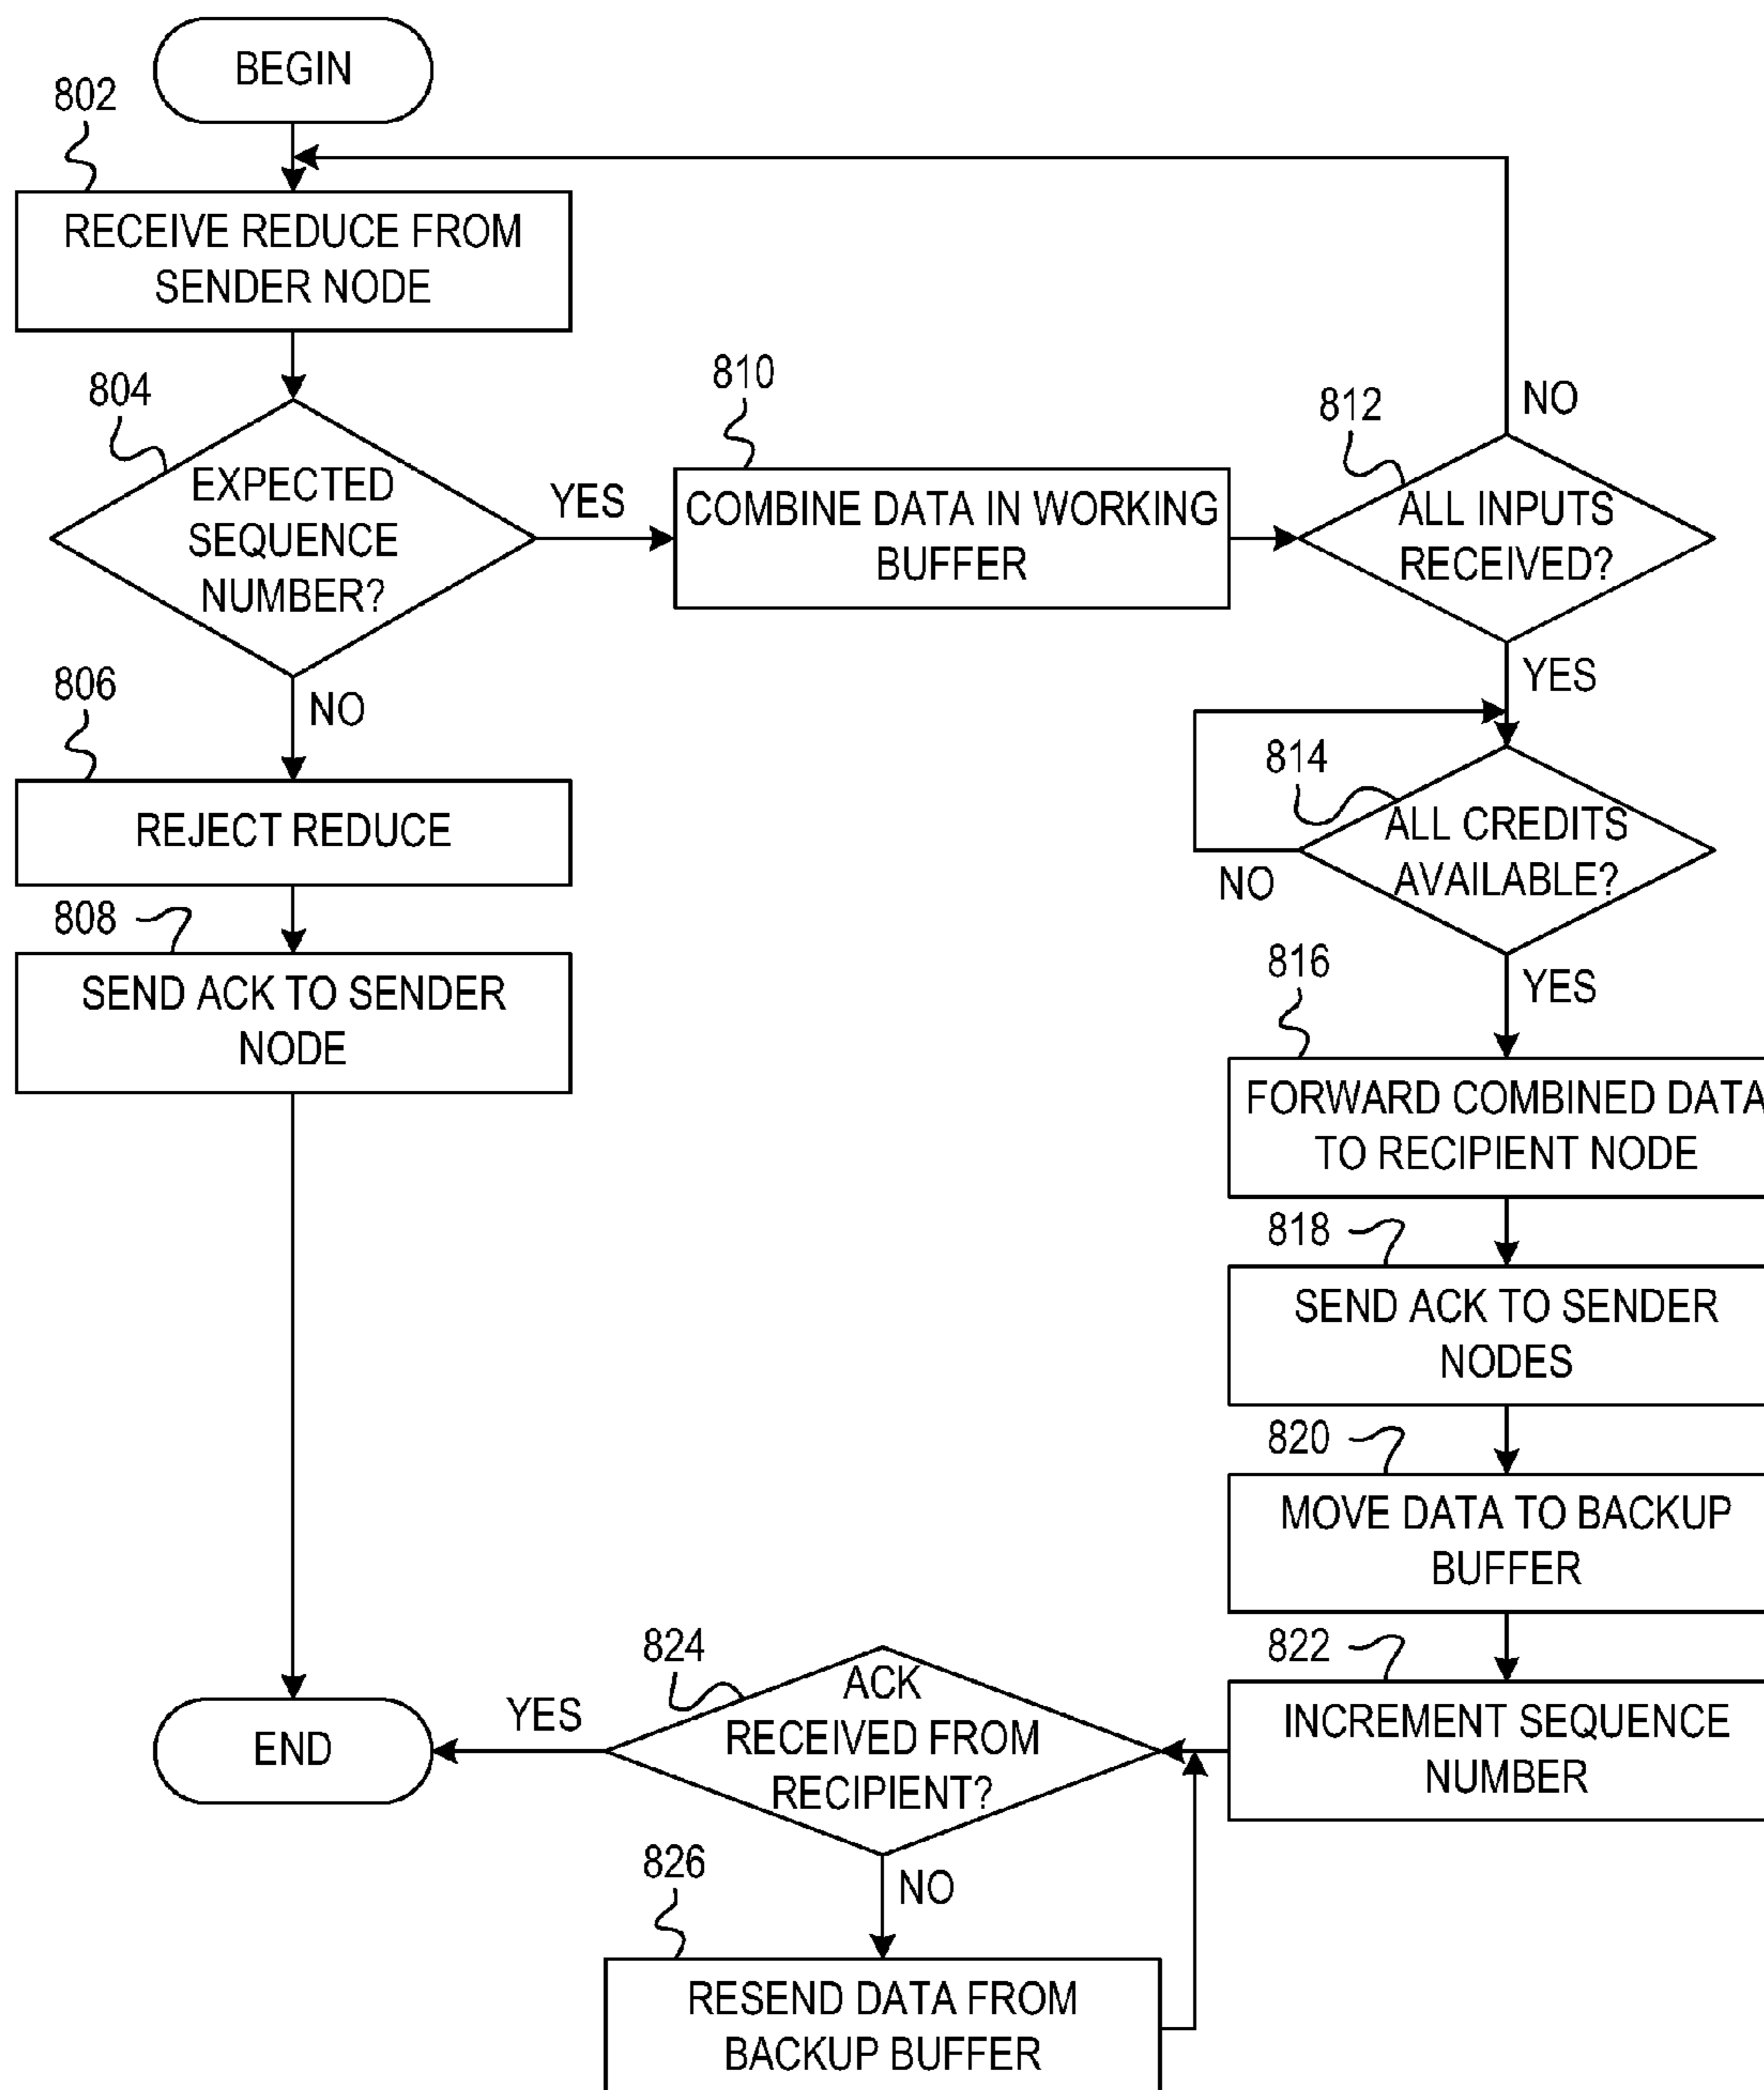 BEGIN
802
RECEIVE REDUCE FROM
SENDER NODE
804
EXPECTED
SEQUENCE
NUMBER?
YES
810
COMBINE DATA IN WORKING
BUFFER
812
ALL INPUTS
RECEIVED?
NO
YES
NO
806
REJECT REDUCE
808
SEND ACK TO SENDER
NODE
814
ALL CREDITS
AVAILABLE?
NO
YES
816
FORWARD COMBINED DATA
TO RECIPIENT NODE
818
SEND ACK TO SENDER
NODES
820
MOVE DATA TO BACKUP
BUFFER
822
INCREMENT SEQUENCE
NUMBER
824
ACK
RECEIVED FROM
RECIPIENT?
YES
END
NO
826
RESEND DATA FROM
BACKUP BUFFER